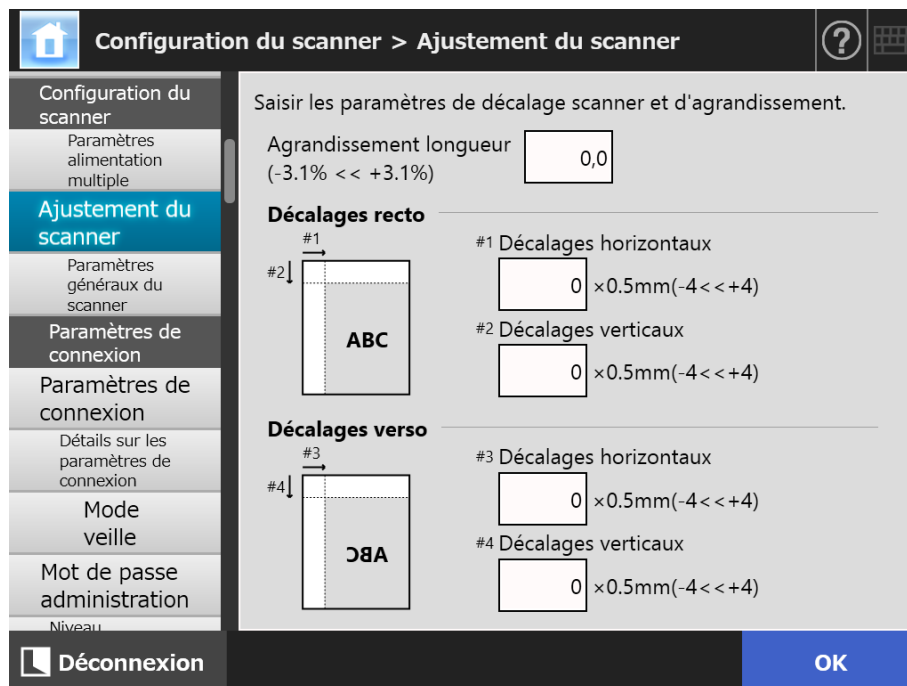 Configuration du scanner > Ajustement du scanner
?
Configuration du
scanner
Paramètres
alimentation
multiple
Ajustement du
scanner
Paramètres
généraux du
scanner
Paramètres de
connexion
Paramètres de
connexion
Détails sur les
paramètres de
connexion
Mode
veille
Mot de passe
administration
Niveau
Saisir les paramètres de décalage scanner et d'agrandissement.
Agrandissement longueur
(-3.1% << +3.1%)
0,0
Décalages recto
#1
#2
ABC
#1 Décalages horizontaux
0 ×0.5mm(-4<<+4)
#2 Décalages verticaux
0 ×0.5mm(-4<<+4)
Décalages verso
#3
#4
ABC
#3 Décalages horizontaux
0 ×0.5mm(-4<<+4)
#4 Décalages verticaux
0 ×0.5mm(-4<<+4)
Déconnexion
OK